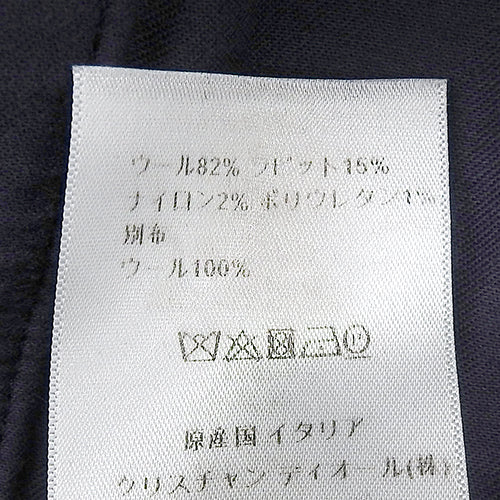 ウール82% ラビット15%
ナイロン2% ポリウレタン1%
別布
ウール100%
原産国 イタリア
クリスチャン ディオール(株)